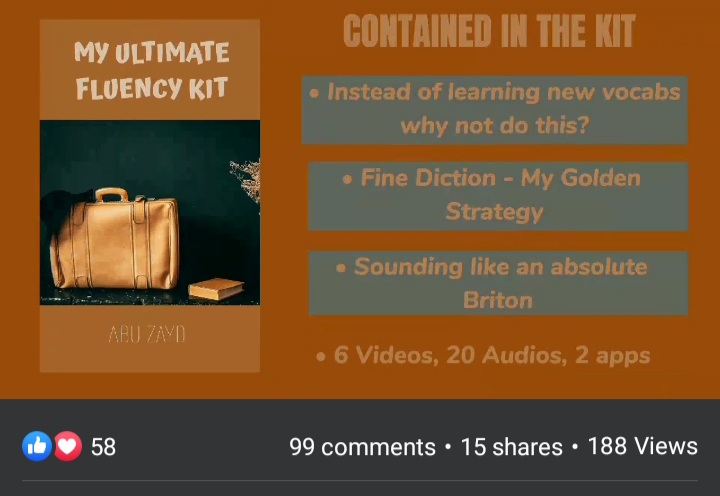 MY ULTIMATE
FLUENCY KIT
ABU ZAYD
CONTAINED IN THE KIT
• Instead of learning new vocabs
why not do this?
• Fine Diction - My Golden
Strategy
• Sounding like an absolute
Briton
• 6 Videos, 20 Audios, 2 apps
58
99 comments • 15 shares • 188 Views